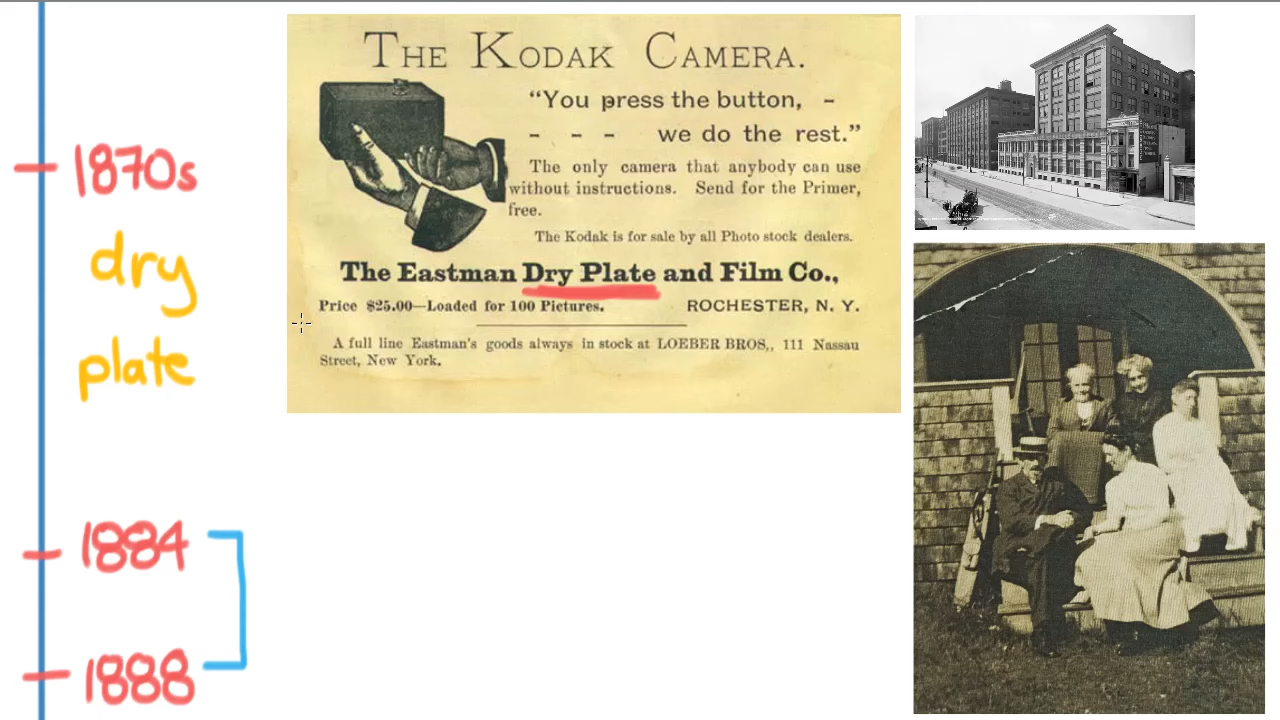 1870s
dry
plate
1884
1888
THE KODAK CAMERA.
“You press the button, -
- - - we do the rest.”
The only camera that anybody can use
without instructions. Send for the Primer,
free.
The Kodak is for sale by all Photo stock dealers.
The Eastman Dry Plate and Film Co.,
Price $25.00—Loaded for 100 Pictures. ROCHESTER, N. Y.
A full line Eastman's goods always in stock at LOEBER BROS., 111 Nassau
Street, New York.